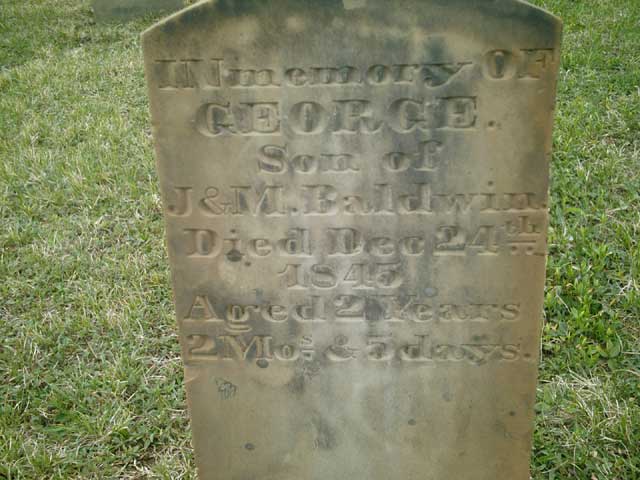 IN memory OF
GEORGE.
Son of
J & M. Baldwin.
Died Dec 24th
1845
Aged 2 Years
2 Mos & 5 days.